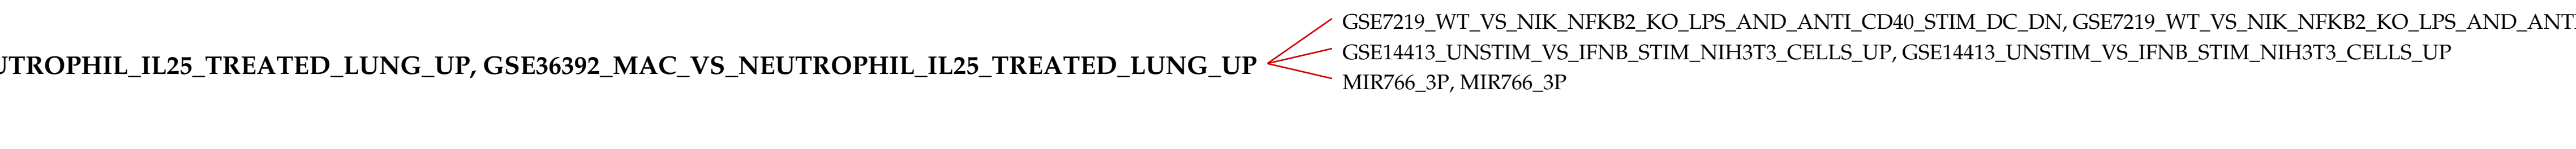 GSE7219_WT_VS_NIK_NFKB2_KO_LPS_AND_ANTI_CD40_STIM_DC_DN, GSE7219_WT_VS_NIK_NFKB2_KO_LPS_AND_ANT
GSE14413_UNSTIM_VS_IFNB_STIM_NIH3T3_CELLS_UP, GSE14413_UNSTIM_VS_IFNB_STIM_NIH3T3_CELLS_UP
UTROPHIL_IL25_TREATED_LUNG_UP, GSE36392_MAC_VS_NEUTROPHIL_IL25_TREATED_LUNG_UP
MIR766_3P, MIR766_3P